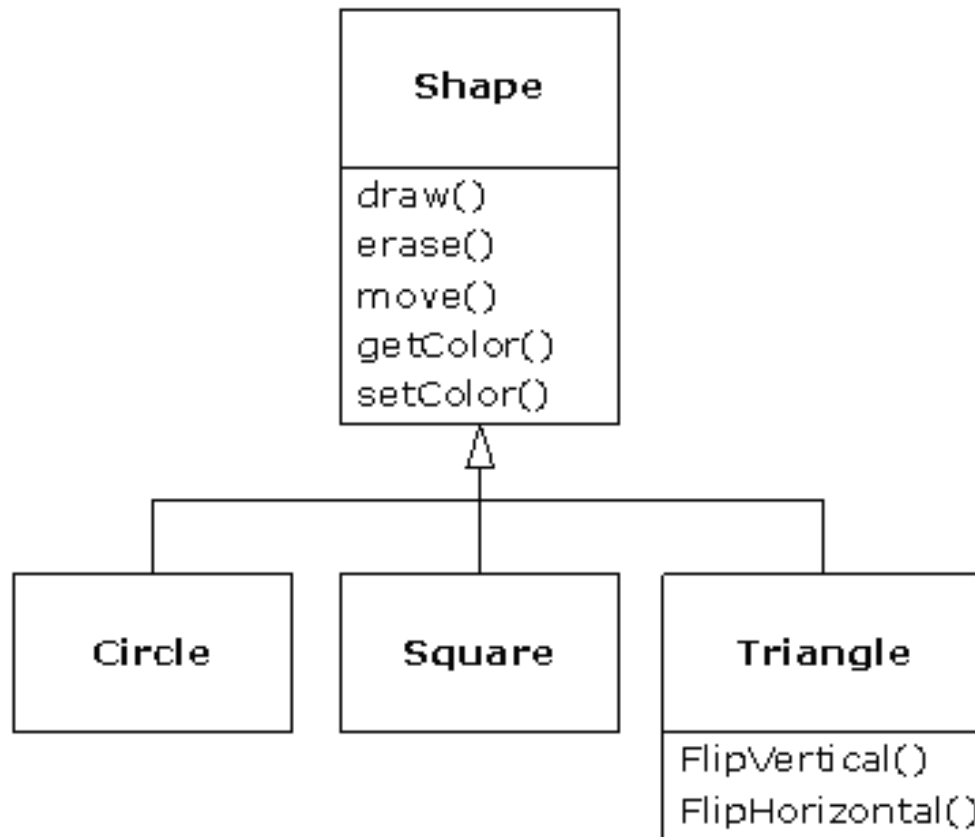 Shape
draw()
erase()
move()
getColor()
setColor()
Circle
Square
Triangle
FlipVertical()
FlipHorizontal()